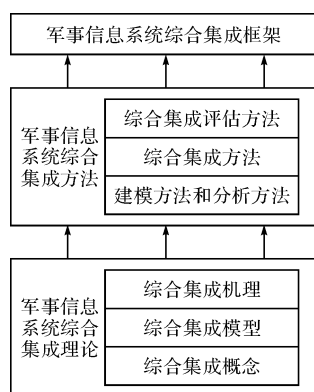 军事信息系统综合集成框架
军事信息
系统综合
集成方法
综合集成评估方法
综合集成方法
建模方法和分析方法
军事信息
系统综合
集成理论
综合集成机理
综合集成模型
综合集成概念